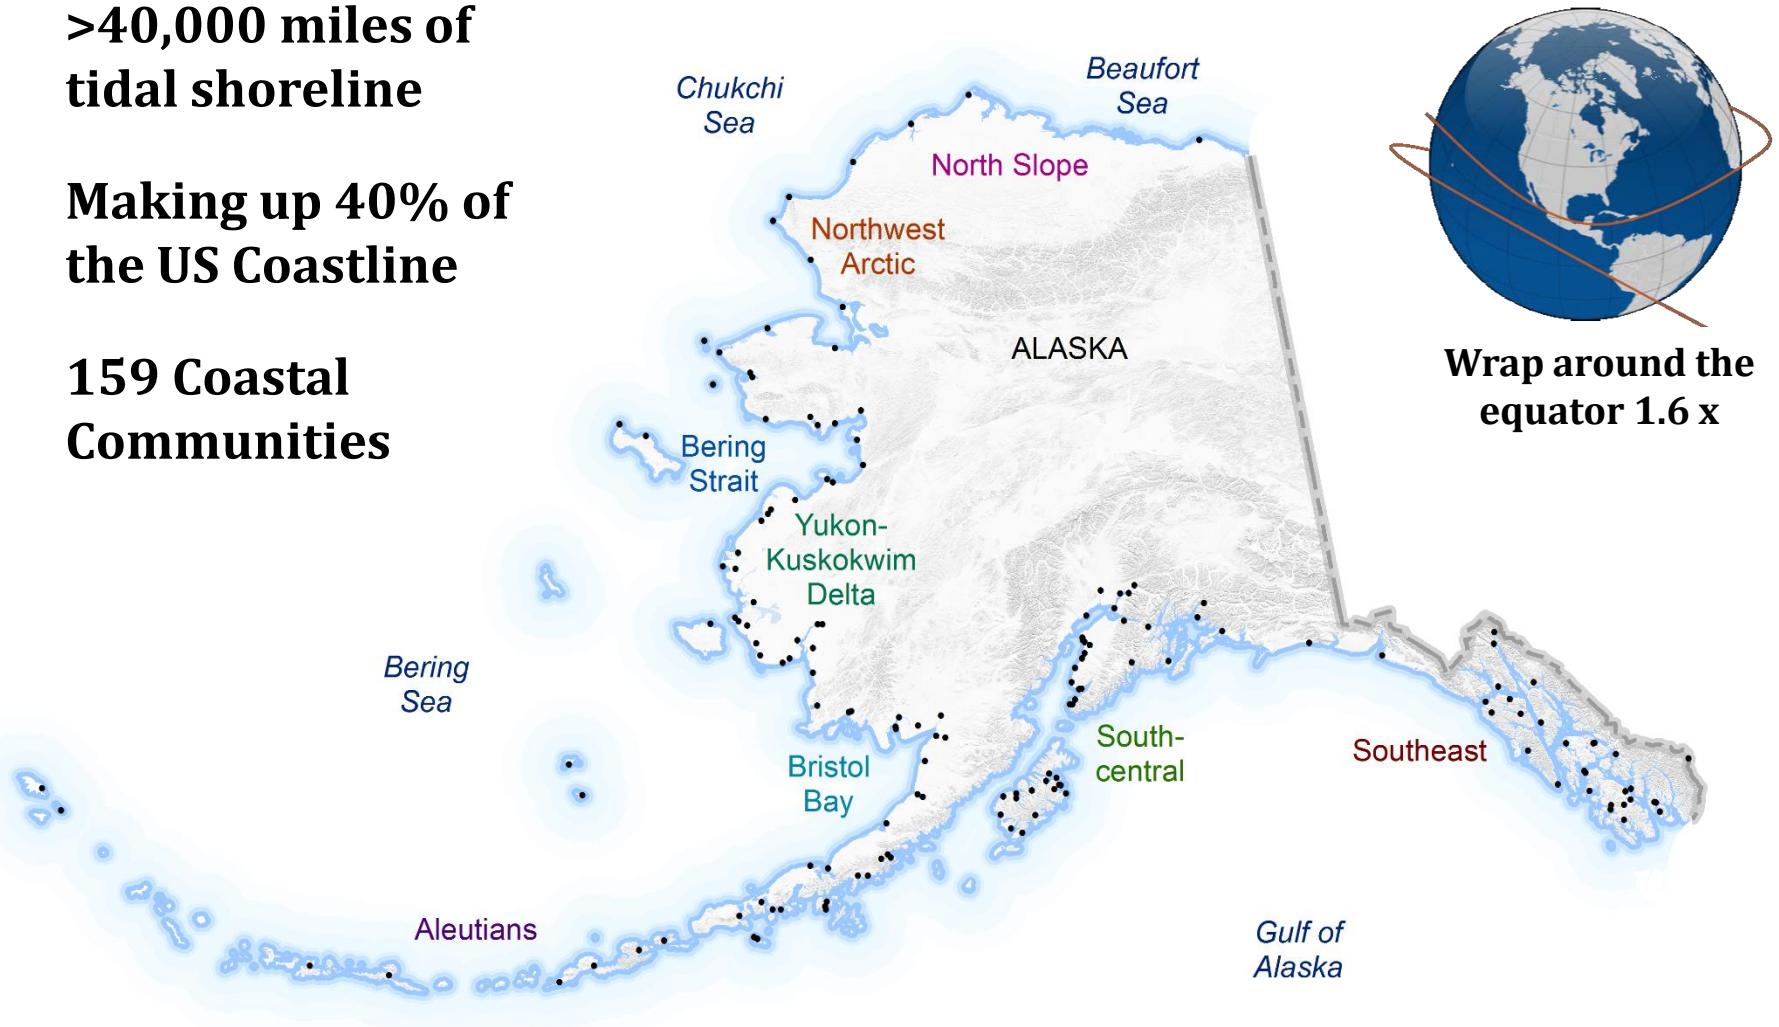 >40,000 miles of
tidal shoreline
Making up 40% of
the US Coastline
159 Coastal
Communities
Chukchi
Sea
Beaufort
Sea
North Slope
Northwest
Arctic
ALASKA
Wrap around the
equator 1.6 x
Bering
Strait
Yukon-
Kuskokwim
Delta
Bering
Sea
Bristol
Bay
South-
central
Southeast
Aleutians
Gulf of
Alaska